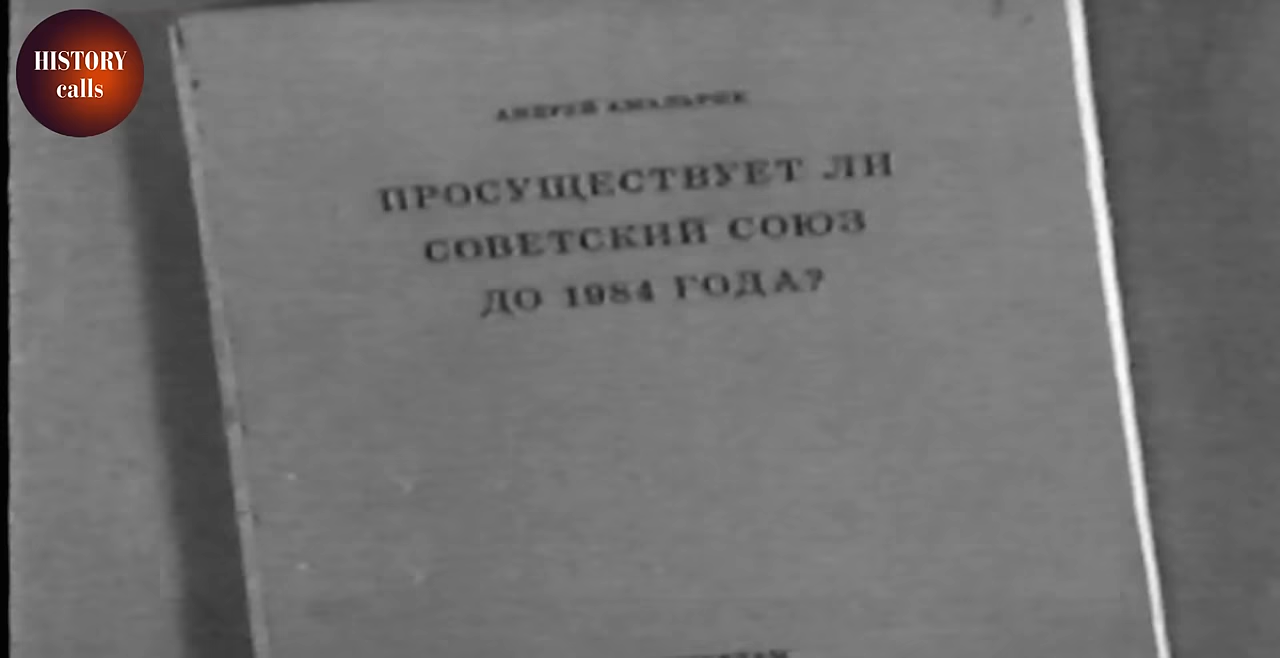 HISTORY
calls
АНДРЕЙ АМАЛЬРИК
ПРОСУЩЕСТВУЕТ ЛИ
СОВЕТСКИЙ СОЮЗ
ДО 1984 ГОДА?